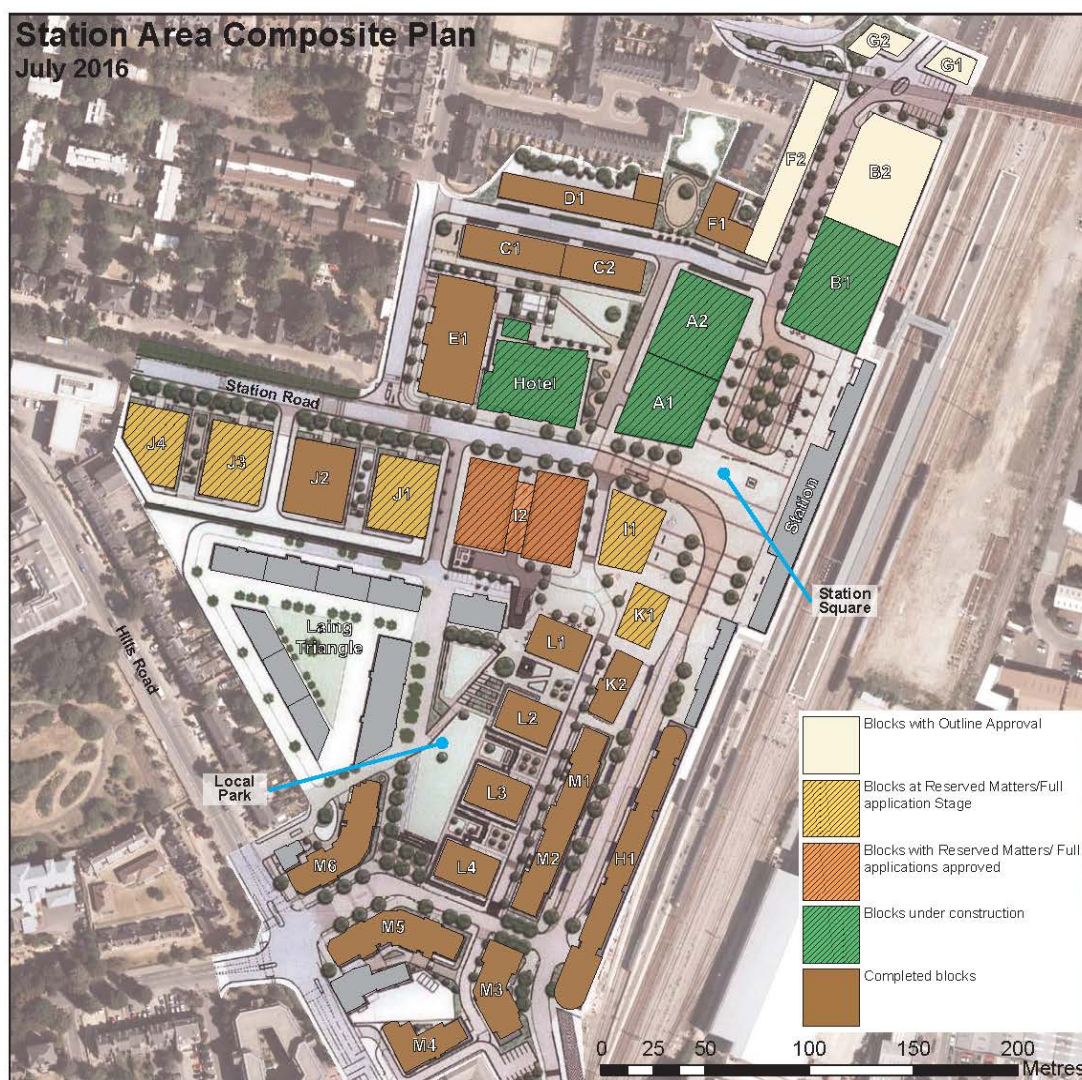 Station Area Composite Plan
July 2016
G2
G1
F2
B2
D1
F1
C1
C2
B1
A2
E1
Hotel
A1
Station Road
J4
J3
J2
J1
I2
I1
Station
Station
Square
K1
Laing
Triangle
Hills Road
L1
K2
L2
Local
Park
M1
L3
H1
M2
L4
M6
M5
M3
M4
Blocks with Outline Approval
Blocks at Reserved Matters/Full
application Stage
Blocks with Reserved Matters/ Full
applications approved
Blocks under construction
Completed blocks
0 25 50 100 150 200
Metres